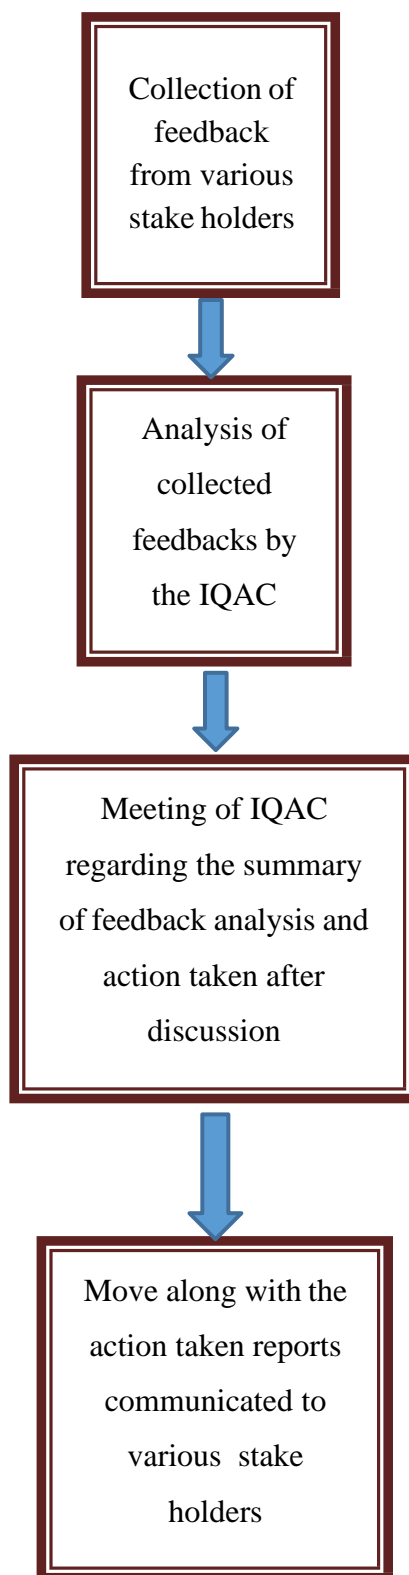 Collection of
feedback
from various
stake holders
Analysis of
collected
feedbacks by
the IQAC
Meeting of IQAC
regarding the summary
of feedback analysis and
action taken after
discussion
Move along with the
action taken reports
communicated to
various stake
holders